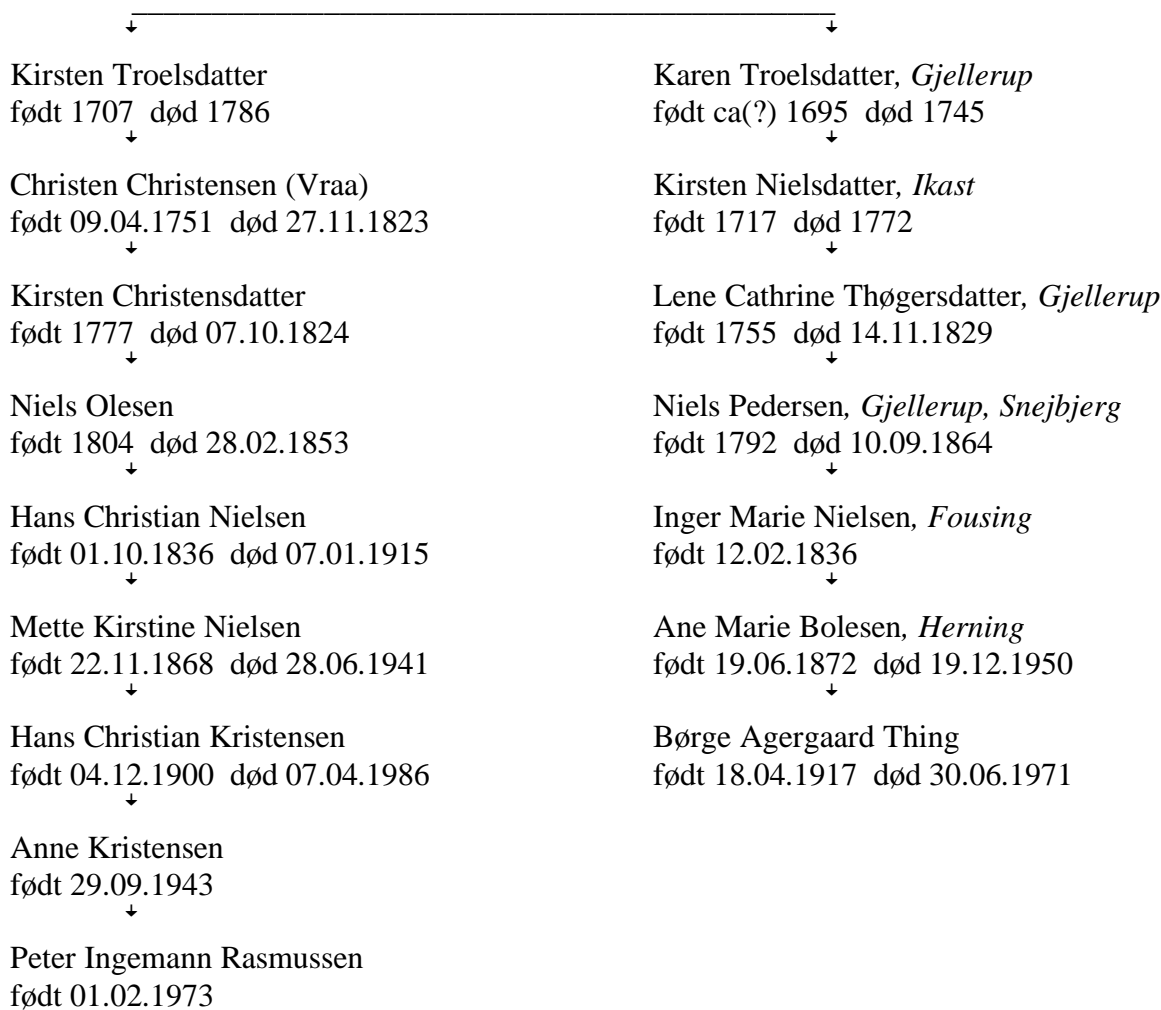 Kirsten Troelsdatter
født 1707 død 1786
Christen Christensen (Vraa)
født 09.04.1751 død 27.11.1823
Kirsten Christensdatter
født 1777 død 07.10.1824
Niels Olesen
født 1804 død 28.02.1853
Hans Christian Nielsen
født 01.10.1836 død 07.01.1915
Mette Kirstine Nielsen
født 22.11.1868 død 28.06.1941
Hans Christian Kristensen
født 04.12.1900 død 07.04.1986
Anne Kristensen
født 29.09.1943
Peter Ingemann Rasmussen
født 01.02.1973
Karen Troelsdatter, Gjellerup
født ca(?) 1695 død 1745
Kirsten Nielsdatter, Ikast
født 1717 død 1772
Lene Cathrine Thøgersdatter, Gjellerup
født 1755 død 14.11.1829
Niels Pedersen, Gjellerup, Snejbjerg
født 1792 død 10.09.1864
Inger Marie Nielsen, Fousing
født 12.02.1836
Ane Marie Bolesen, Herning
født 19.06.1872 død 19.12.1950
Børge Agergaard Thing
født 18.04.1917 død 30.06.1971